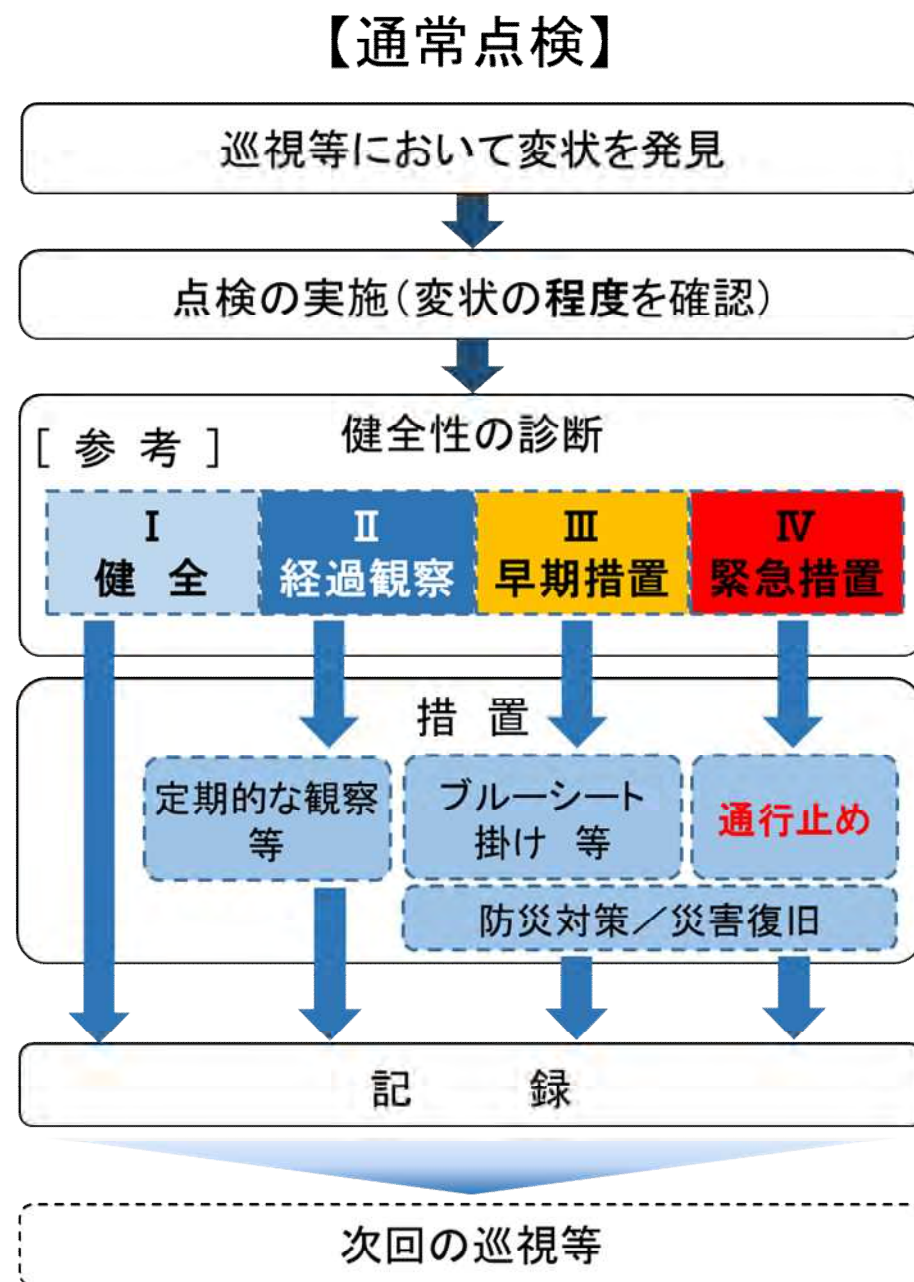 【通常点検】
巡視等において変状を発見
点検の実施(変状の程度を確認)
[ 参 考 ]
健全性の診断
Ⅰ
健 全
Ⅱ
経過観察
Ⅲ
早期措置
Ⅳ
緊急措置
措 置
定期的な観察
等
ブルーシート
掛け 等
通行止め
防災対策/災害復旧
記 録
次回の巡視等